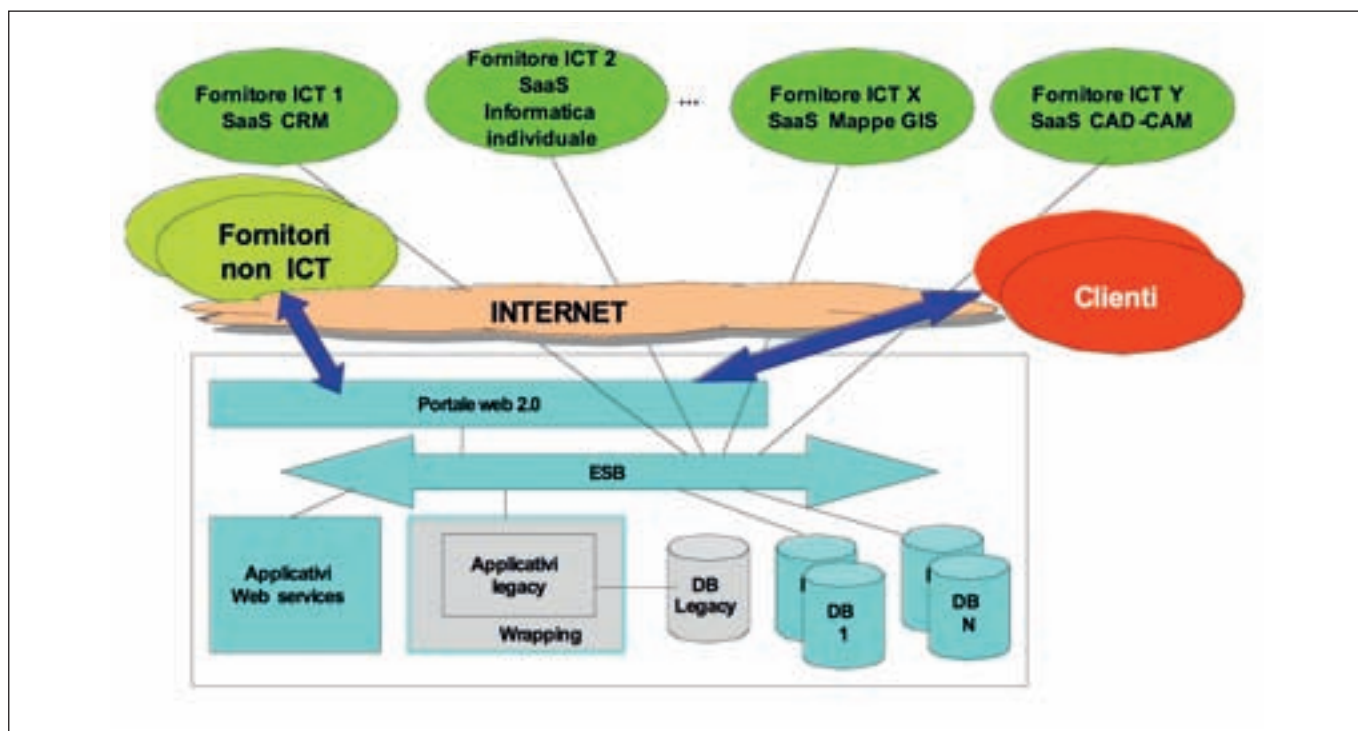 Fornitore ICT 1
SaaS CRM
Fornitore ICT 2
SaaS
Informatica
individuale
...
Fornitore ICT X
SaaS Mappe GIS
Fornitore ICT Y
SaaS CAD-CAM
Fornitori
non ICT
INTERNET
Clienti
Portale web 2.0
ESB
Applicativi
Web services
Applicativi
legacy
Wrapping
DB
Legacy
DB
1
DB
N